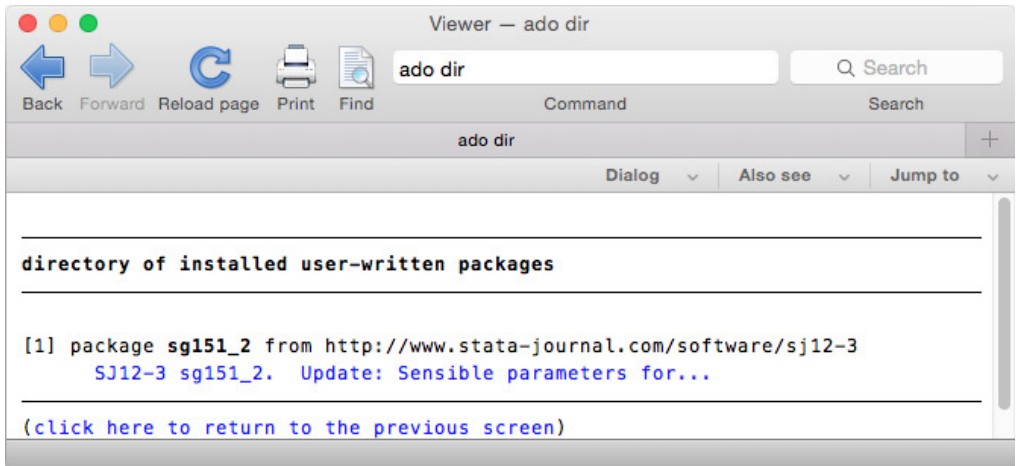 Viewer — ado dir
ado dir
Search
Back Forward Reload page Print Find Command Search
ado dir
Dialog Also see Jump to
directory of installed user-written packages
[1] package sg151_2 from http://www.stata-journal.com/software/sj12-3
SJ12-3 sg151_2. Update: Sensible parameters for...
(click here to return to the previous screen)